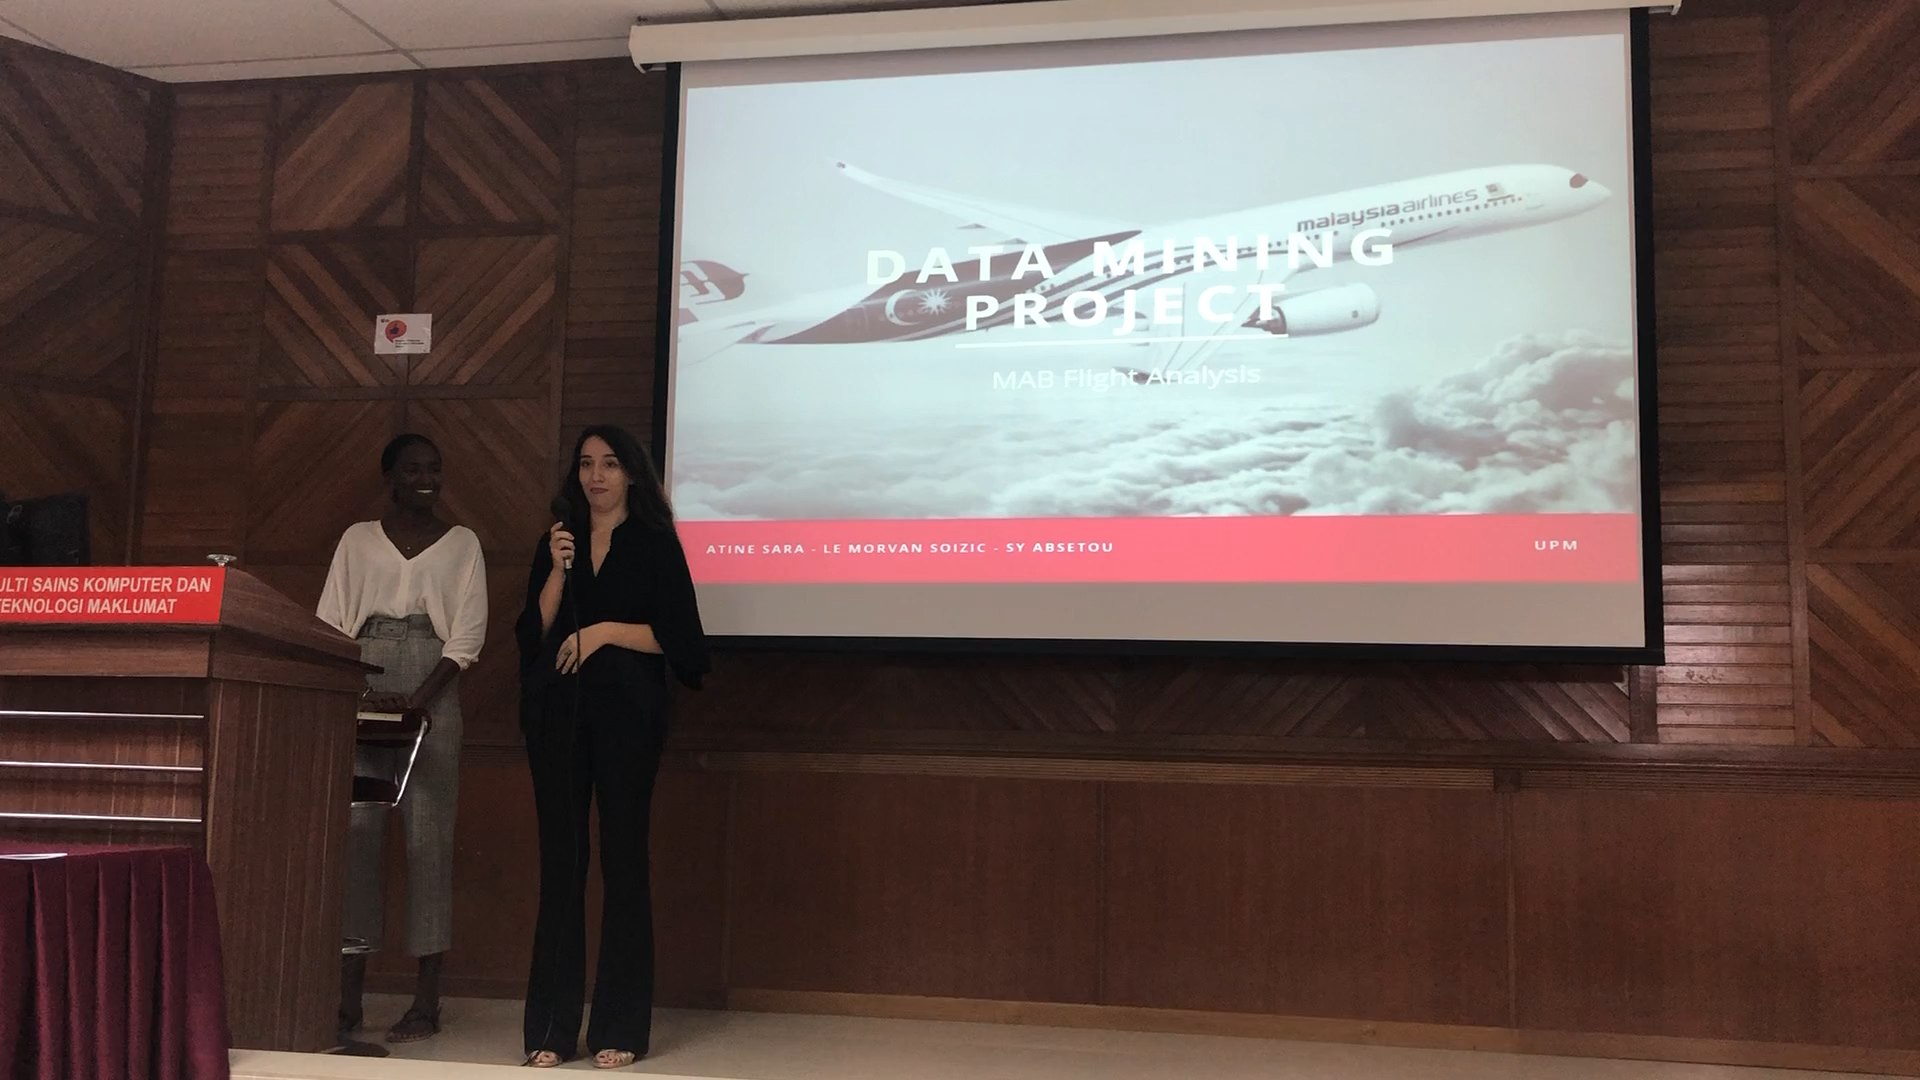 malaysia airlines
DATA MINING
PROJECT
MAB Flight Analysis
ATINE SARA - LE MORVAN SOIZIC - SY ABSETOU
UPM
ULTI SAINS KOMPUTER DAN
TEKNOLOGI MAKLUMAT